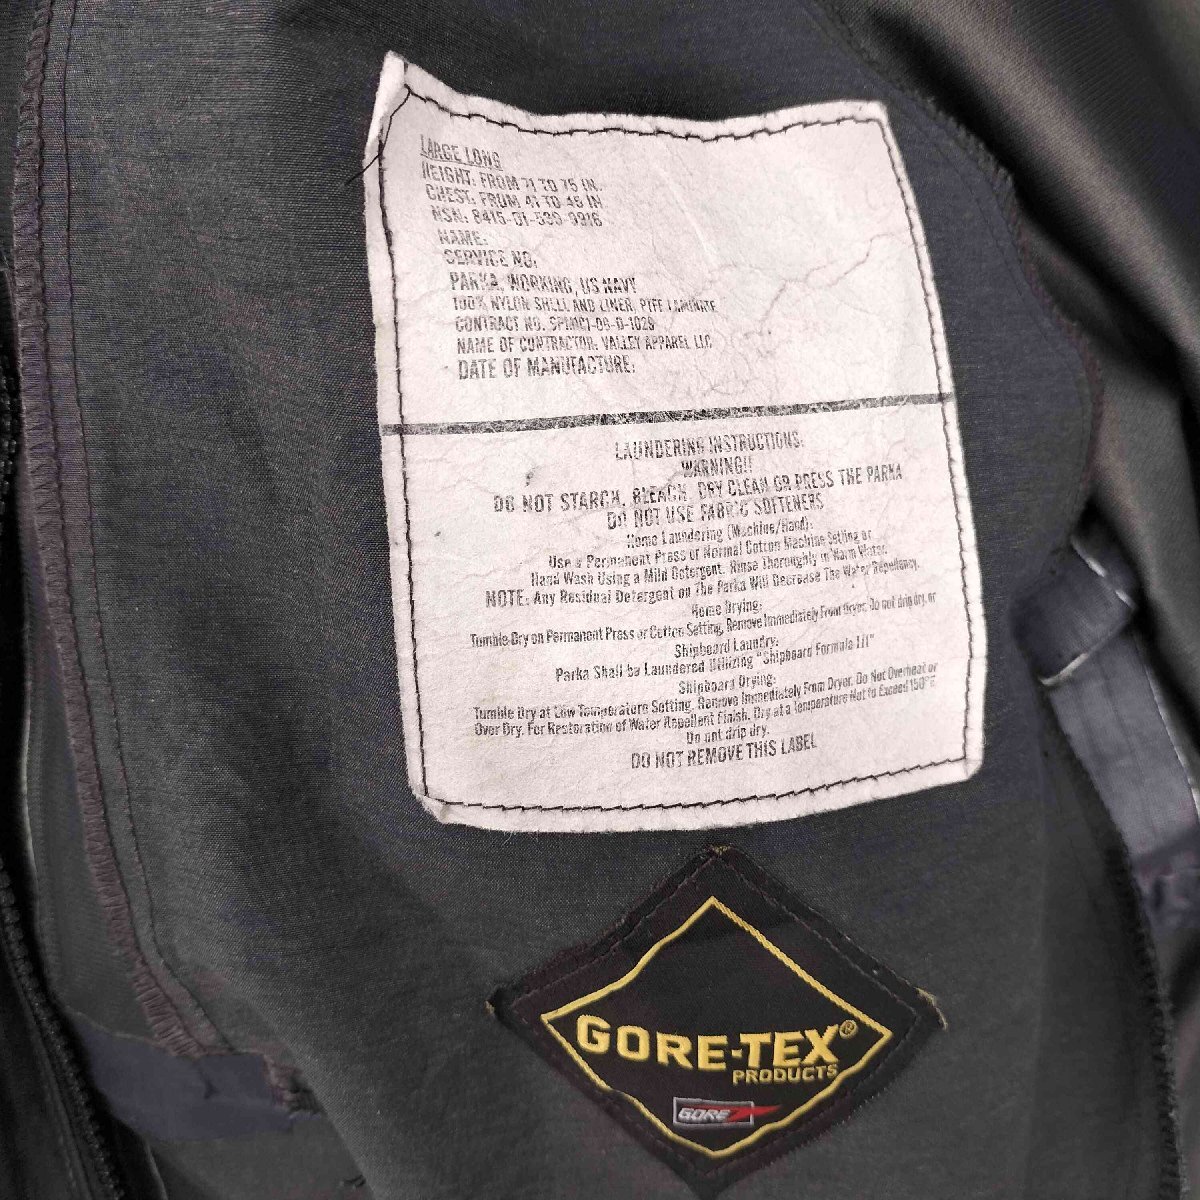 LARGE LONG
HEIGHT: FROM 71 TO 75 IN.
CHEST: FROM 41 TO 45 IN
NSN: 8415-01-539-9916
NAME:
SERVICE NO:
PARKA, WORKING, US NAVY
100% NYLON SHELL AND LINER, PTFE LAMINATE
CONTRACT NO. SP1MC1-06-D-1029
NAME OF CONTRACTOR: VALLEY APPAREL LLC
DATE OF MANUFACTURE:
LAUNDERING INSTRUCTIONS:
WARNING!!
DO NOT STARCH, BLEACH, DRY CLEAN OR PRESS THE PARKA
DO NOT USE FABRIC SOFTENERS
Home Laundering (Machine/Hand):
Use a Permanent Press or Normal Cotton Machine Setting or
Hand Wash Using a Mild Detergent. Rinse Thoroughly in Warm Water.
NOTE: Any Residual Detergent on The Parka Will Decrease The Water Repellency.
Home Drying:
Tumble Dry on Permanent Press or Cotton Setting, Remove Immediately From Dryer, Do not drip dry, or
Shipboard Laundry:
Parka Shall be Laundered Utilizing "Shipboard Formula III"
Shipboard Drying:
Tumble Dry at Low Temperature Setting. Remove Immediately From Dryer. Do Not Overheat or
Over Dry. For Restoration of Water Repellent Finish, Dry at a Temperature Not to Exceed 150°F
Do not drip dry.
DO NOT REMOVE THIS LABEL
GORE-TEX®
PRODUCTS
GORE